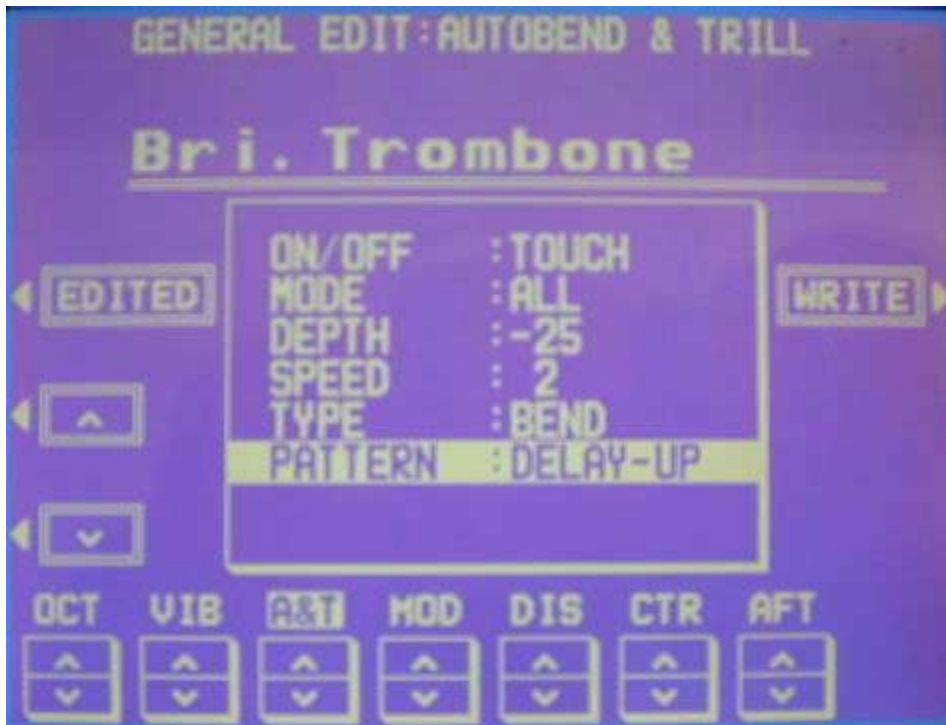 GENERAL EDIT:AUTOBEND & TRILL
Bri.Trombone
ON/OFF :TOUCH
EDITED MODE :ALL WRITE
DEPTH :-25
SPEED : 2
TYPE :BEND
PATTERN :DELAY-UP
OCT VIB A&T MOD DIS CTR AFT